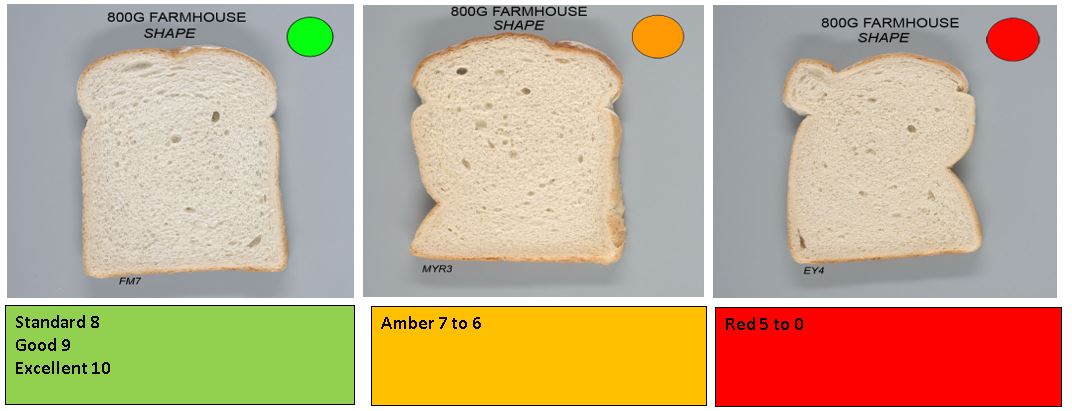 800G FARMHOUSE
SHAPE
FM7
800G FARMHOUSE
SHAPE
MYR3
800G FARMHOUSE
SHAPE
EY4
Standard 8
Good 9
Excellent 10
Amber 7 to 6
Red 5 to 0